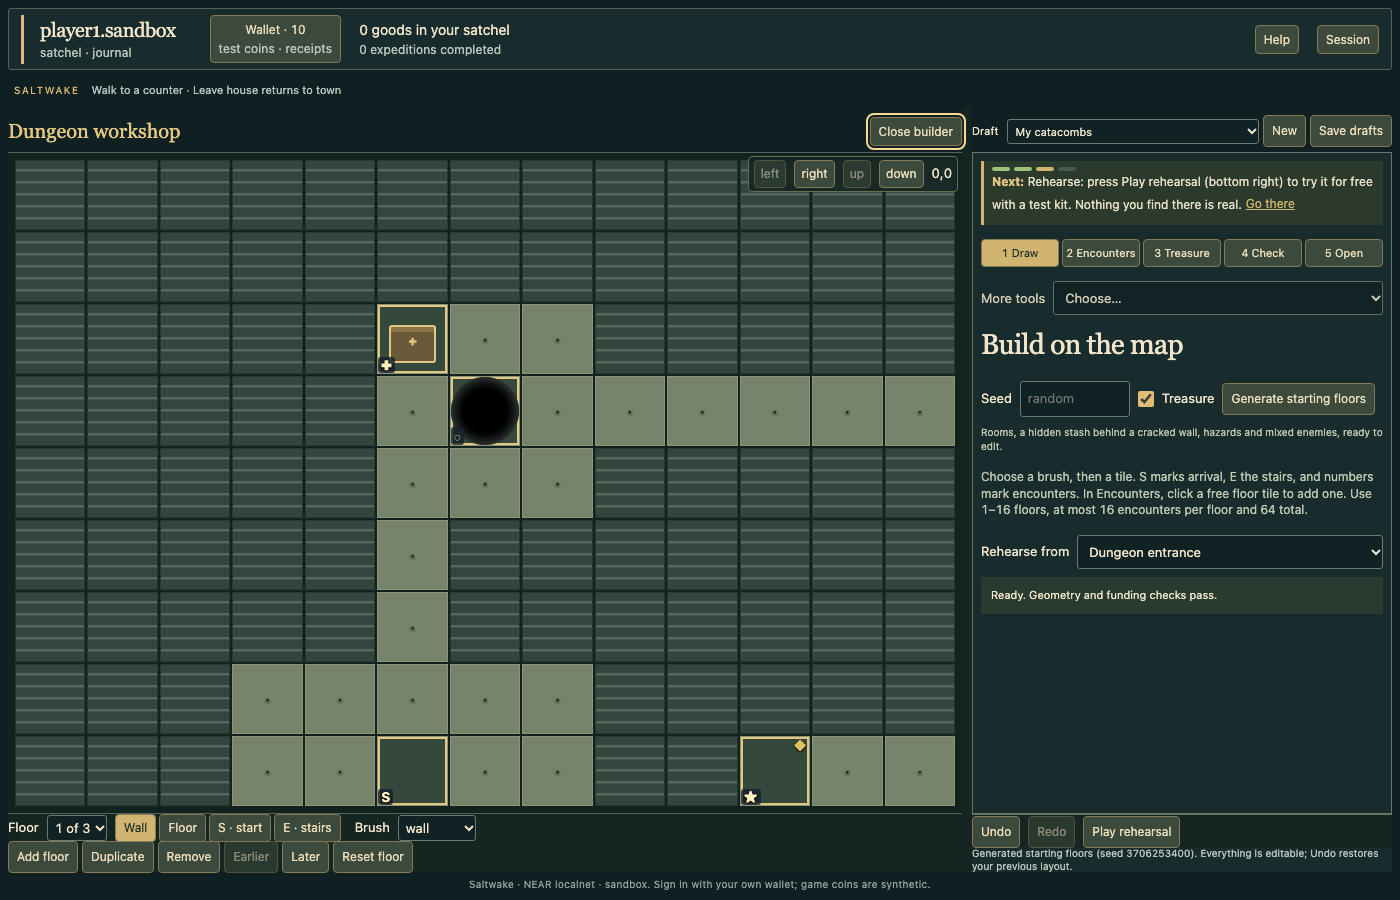 player1.sandbox
satchel · journal
Wallet · 10
test coins · receipts
0 goods in your satchel
0 expeditions completed
Help
Session
SALTWAKE Walk to a counter · Leave house returns to town
Dungeon workshop
Close builder
Draft My catacombs New Save drafts
left right up down 0,0
Next: Rehearse: press Play rehearsal (bottom right) to try it for free
with a test kit. Nothing you find there is real. Go there
1 Draw 2 Encounters 3 Treasure 4 Check 5 Open
More tools Choose...
Build on the map
Seed random Treasure Generate starting floors
Rooms, a hidden stash behind a cracked wall, hazards and mixed enemies, ready to
edit.
Choose a brush, then a tile. S marks arrival, E the stairs, and numbers
mark encounters. In Encounters, click a free floor tile to add one. Use
1–16 floors, at most 16 encounters per floor and 64 total.
Rehearse from Dungeon entrance
Ready. Geometry and funding checks pass.
S
Floor 1 of 3 Wall Floor S · start E · stairs Brush wall
Add floor Duplicate Remove Earlier Later Reset floor
Undo Redo Play rehearsal
Generated starting floors (seed 3706253400). Everything is editable; Undo restores
your previous layout.
Saltwake · NEAR localnet · sandbox. Sign in with your own wallet; game coins are synthetic.